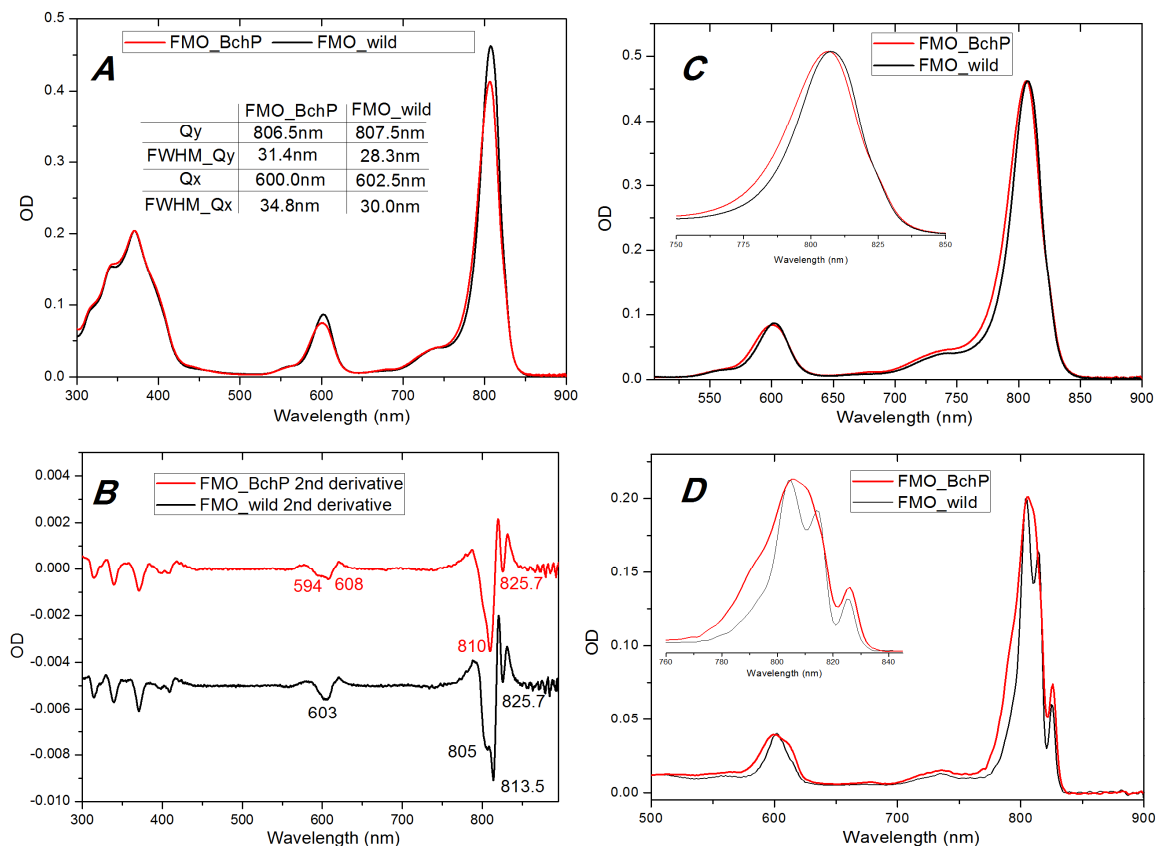 A
FMO_BchP FMO_wild
FMO_BchP FMO_wild
Qy 806.5nm 807.5nm
FWHM_Qy 31.4nm 28.3nm
Qx 600.0nm 602.5nm
FWHM_Qx 34.8nm 30.0nm
OD
0.5
0.4
0.3
0.2
0.1
0.0
300 400 500 600 700 800 900
Wavelength (nm)
C
FMO_BchP
FMO_wild
OD
0.5
0.4
0.3
0.2
0.1
0.0
750 775 800 825 850
Wavelength (nm)
550 600 650 700 750 800 850 900
Wavelength (nm)
B
FMO_BchP 2nd derivative
FMO_wild 2nd derivative
OD
0.004
0.002
0.000
-0.002
-0.004
-0.006
-0.008
-0.010
594 608 825.7
810
603 825.7
805
813.5
300 400 500 600 700 800
Wavelength (nm)
D
FMO_BchP
FMO_wild
OD
0.20
0.15
0.10
0.05
0.00
760 780 800 820 840
Wavelength (nm)
500 600 700 800 900
Wavelength (nm)